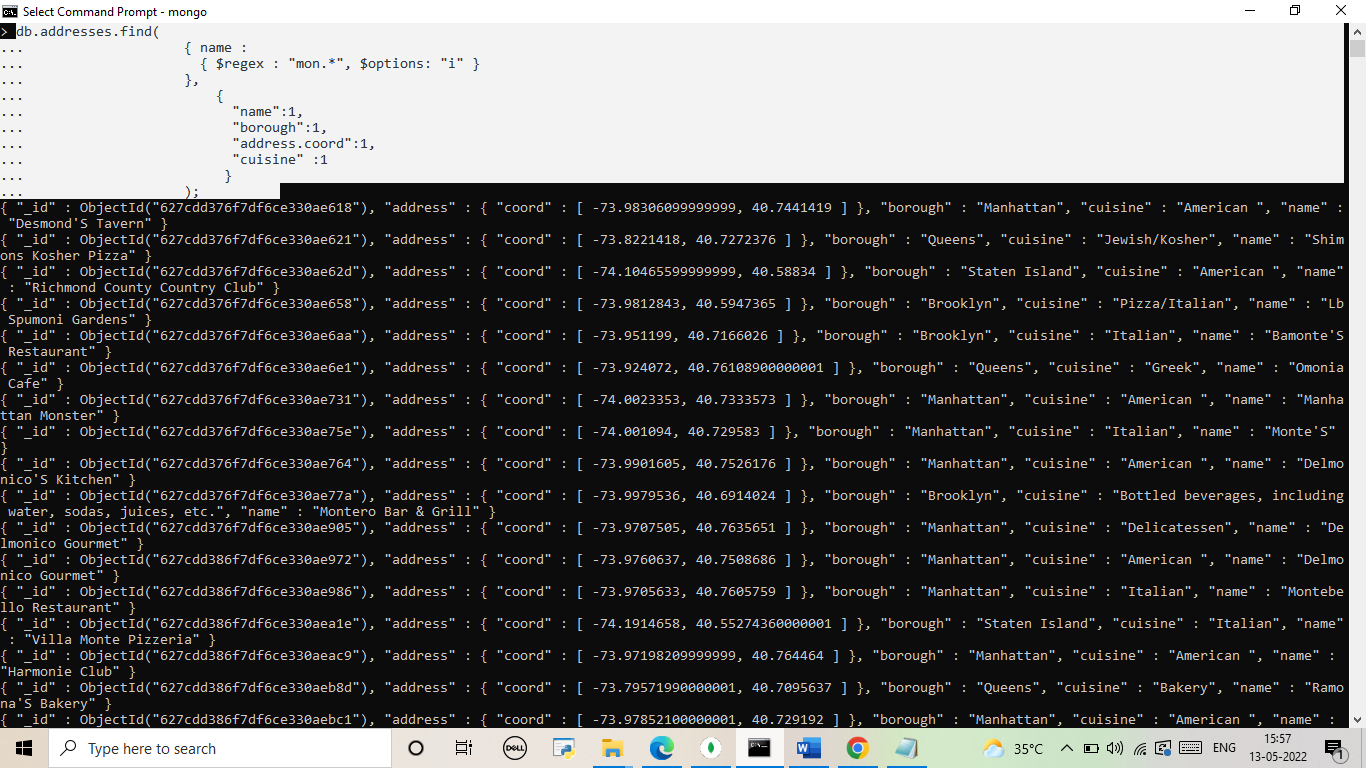 Select Command Prompt - mongo
> db.addresses.find(
... { name :
... { $regex : "mon.*", $options: "i" }
... },
... {
... "name":1,
... "borough":1,
... "address.coord":1,
... "cuisine" :1
... }
... );
{ "_id" : ObjectId("627cdd376f7df6ce330ae618"), "address" : { "coord" : [ -73.98306099999999, 40.7441419 ] }, "borough" : "Manhattan", "cuisine" : "American ", "name" :
"Desmond'S Tavern" }
{ "_id" : ObjectId("627cdd376f7df6ce330ae621"), "address" : { "coord" : [ -73.8221418, 40.7272376 ] }, "borough" : "Queens", "cuisine" : "Jewish/Kosher", "name" : "Shim
ons Kosher Pizza" }
{ "_id" : ObjectId("627cdd376f7df6ce330ae62d"), "address" : { "coord" : [ -74.10465599999999, 40.58834 ] }, "borough" : "Staten Island", "cuisine" : "American ", "name"
: "Richmond County Country Club" }
{ "_id" : ObjectId("627cdd376f7df6ce330ae658"), "address" : { "coord" : [ -73.9812843, 40.5947365 ] }, "borough" : "Brooklyn", "cuisine" : "Pizza/Italian", "name" : "Lb
Spumoni Gardens" }
{ "_id" : ObjectId("627cdd376f7df6ce330ae6aa"), "address" : { "coord" : [ -73.951199, 40.7166026 ] }, "borough" : "Brooklyn", "cuisine" : "Italian", "name" : "Bamonte'S
Restaurant" }
{ "_id" : ObjectId("627cdd376f7df6ce330ae6e1"), "address" : { "coord" : [ -73.924072, 40.76108900000001 ] }, "borough" : "Queens", "cuisine" : "Greek", "name" : "Omonia
Cafe" }
{ "_id" : ObjectId("627cdd376f7df6ce330ae731"), "address" : { "coord" : [ -74.0023353, 40.7333573 ] }, "borough" : "Manhattan", "cuisine" : "American ", "name" : "Manha
ttan Monster" }
{ "_id" : ObjectId("627cdd376f7df6ce330ae75e"), "address" : { "coord" : [ -74.001094, 40.729583 ] }, "borough" : "Manhattan", "cuisine" : "Italian", "name" : "Monte'S"
}
{ "_id" : ObjectId("627cdd376f7df6ce330ae764"), "address" : { "coord" : [ -73.9901605, 40.7526176 ] }, "borough" : "Manhattan", "cuisine" : "American ", "name" : "Delmo
nico'S Kitchen" }
{ "_id" : ObjectId("627cdd376f7df6ce330ae77a"), "address" : { "coord" : [ -73.9979536, 40.6914024 ] }, "borough" : "Brooklyn", "cuisine" : "Bottled beverages, including
water, sodas, juices, etc.", "name" : "Montero Bar & Grill" }
{ "_id" : ObjectId("627cdd376f7df6ce330ae905"), "address" : { "coord" : [ -73.9707505, 40.7635651 ] }, "borough" : "Manhattan", "cuisine" : "Delicatessen", "name" : "De
lmonico Gourmet" }
{ "_id" : ObjectId("627cdd386f7df6ce330ae972"), "address" : { "coord" : [ -73.9760637, 40.7508686 ] }, "borough" : "Manhattan", "cuisine" : "American ", "name" : "Delmo
nico Gourmet" }
{ "_id" : ObjectId("627cdd386f7df6ce330ae986"), "address" : { "coord" : [ -73.9705633, 40.7605759 ] }, "borough" : "Manhattan", "cuisine" : "Italian", "name" : "Montebe
llo Restaurant" }
{ "_id" : ObjectId("627cdd386f7df6ce330aea1e"), "address" : { "coord" : [ -74.1914658, 40.55274360000001 ] }, "borough" : "Staten Island", "cuisine" : "Italian", "name"
: "Villa Monte Pizzeria" }
{ "_id" : ObjectId("627cdd386f7df6ce330aeac9"), "address" : { "coord" : [ -73.97198209999999, 40.764464 ] }, "borough" : "Manhattan", "cuisine" : "American ", "name" :
"Harmonie Club" }
{ "_id" : ObjectId("627cdd386f7df6ce330aeb8d"), "address" : { "coord" : [ -73.79571990000001, 40.7095637 ] }, "borough" : "Queens", "cuisine" : "Bakery", "name" : "Ramo
na'S Bakery" }
{ "_id" : ObjectId("627cdd386f7df6ce330aebc1"), "address" : { "coord" : [ -73.97852100000001, 40.729192 ] }, "borough" : "Manhattan", "cuisine" : "American ", "name" :
Type here to search
DELL
35°C
ENG
15:57
13-05-2022
1